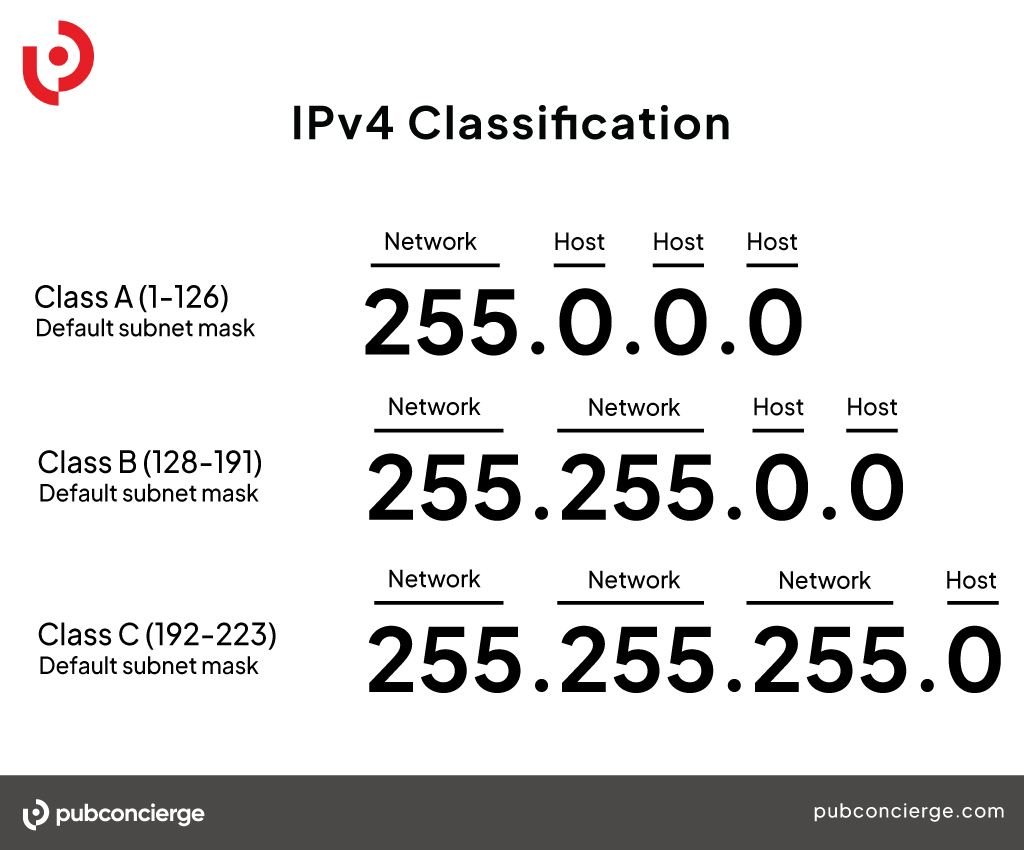 IPv4 Classification
Network Host Host Host
Class A (1-126)
Default subnet mask
255.0.0.0
Network Network Host Host
Class B (128-191)
Default subnet mask
255.255.0.0
Network Network Network Host
Class C (192-223)
Default subnet mask
255.255.255.0
pubconcierge
pubconcierge.com